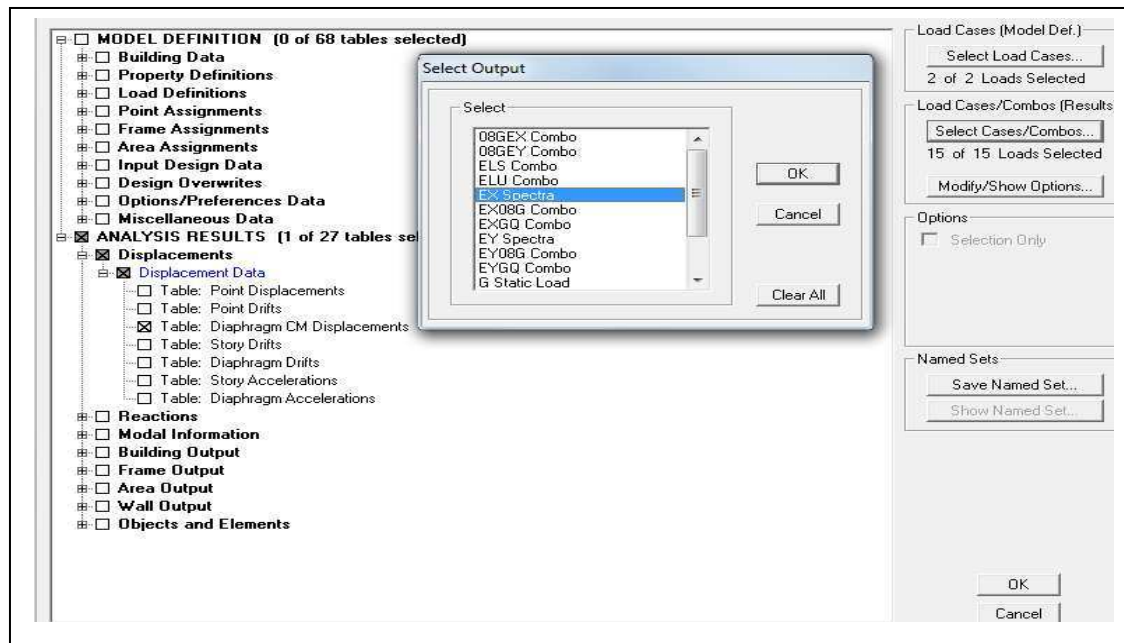 MODEL DEFINITION (0 of 68 tables selected)
Building Data
Property Definitions
Load Definitions
Point Assignments
Frame Assignments
Area Assignments
Input Design Data
Design Overwrites
Options/Preferences Data
Miscellaneous Data
ANALYSIS RESULTS (1 of 27 tables sel
Displacements
Displacement Data
Table: Point Displacements
Table: Point Drifts
Table: Diaphragm CM Displacements
Table: Story Drifts
Table: Diaphragm Drifts
Table: Story Accelerations
Table: Diaphragm Accelerations
Reactions
Modal Information
Building Output
Frame Output
Area Output
Wall Output
Objects and Elements
Select Output
Select
08GEX Combo
08GEY Combo
ELS Combo
ELU Combo
EX Spectra
EX08G Combo
EXGQ Combo
EY Spectra
EY08G Combo
EYGQ Combo
G Static Load
OK
Cancel
Clear All
Load Cases (Model Def.)
Select Load Cases...
2 of 2 Loads Selected
Load Cases/Combos (Results
Select Cases/Combos...
15 of 15 Loads Selected
Modify/Show Options...
Options
Selection Only
Named Sets
Save Named Set...
Show Named Set...
OK
Cancel